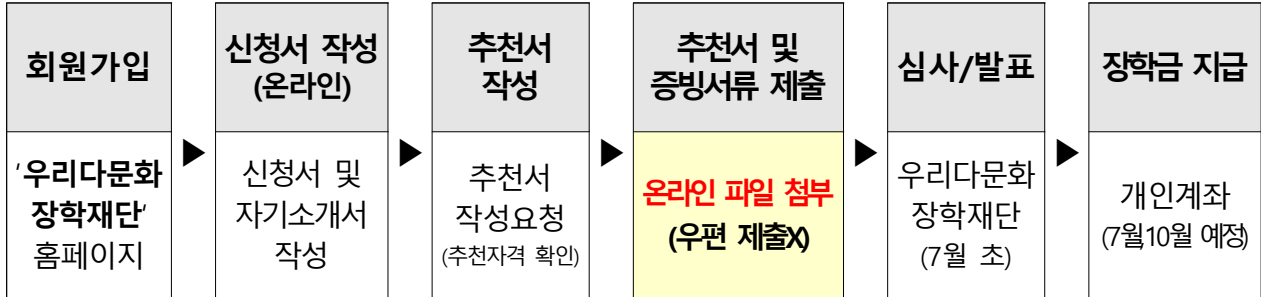 회원가입
'우리다문화
장학재단'
홈페이지
▶
신청서 작성
(온라인)
신청서 및
자기소개서
작성
▶
추천서
작성
추천서
작성요청
(추천자격 확인)
▶
추천서 및
증빙서류 제출
온라인 파일 첨부
(우편 제출X)
▶
심사/발표
우리다문화
장학재단
(7월 초)
▶
장학금 지급
개인계좌
(7월,10월 예정)